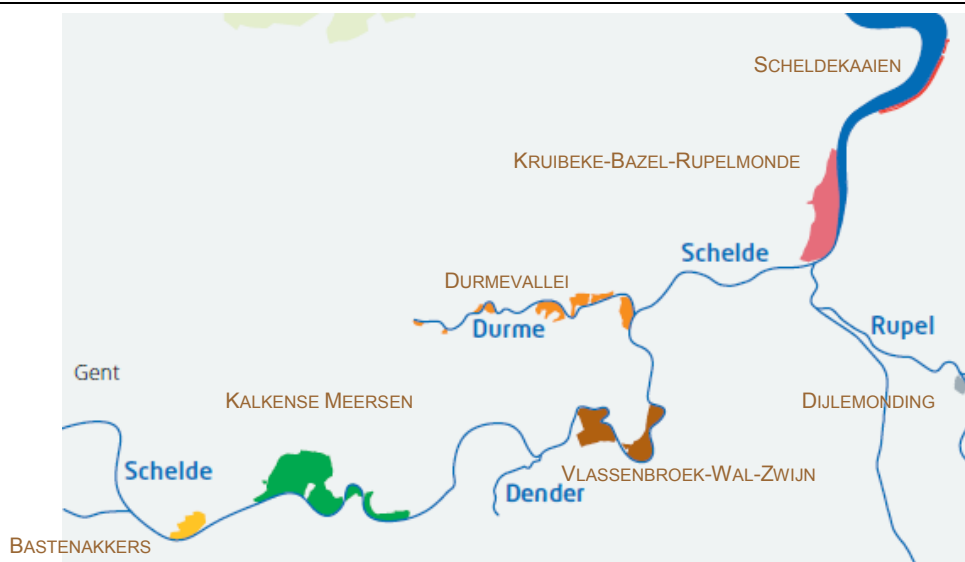 SCHELDEKAAIEN
KRUIBEKE-BAZEL-RUPELMONDE
Schelde
DURMEVALLEI
Durme
Rupel
Gent
KALKENSE MEERSEN
DIJLEMONDING
Schelde
VLASSENBROEK-WAL-ZWIJN
Dender
BASTENAKKERS